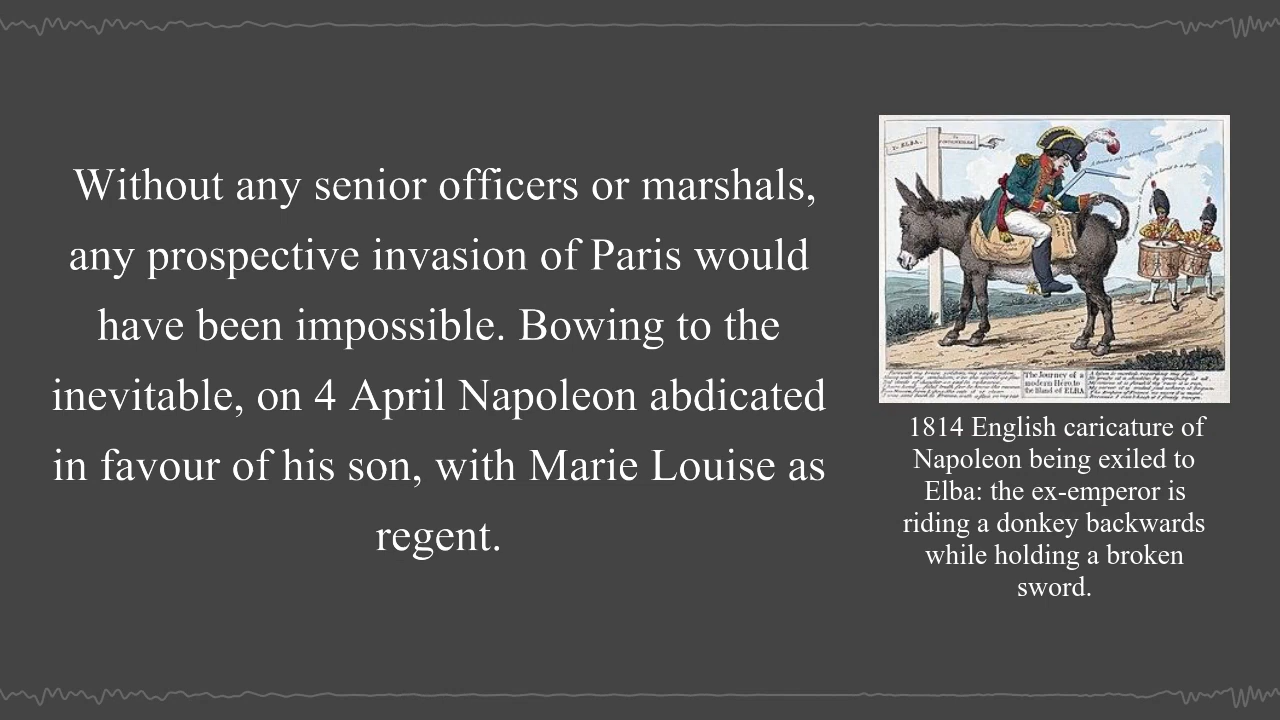 Without any senior officers or marshals,
any prospective invasion of Paris would
have been impossible. Bowing to the
inevitable, on 4 April Napoleon abdicated
in favour of his son, with Marie Louise as
regent.
ELBA
The Journey of a
modern Hero, to
the Island of ELBA
1814 English caricature of
Napoleon being exiled to
Elba: the ex-emperor is
riding a donkey backwards
while holding a broken
sword.